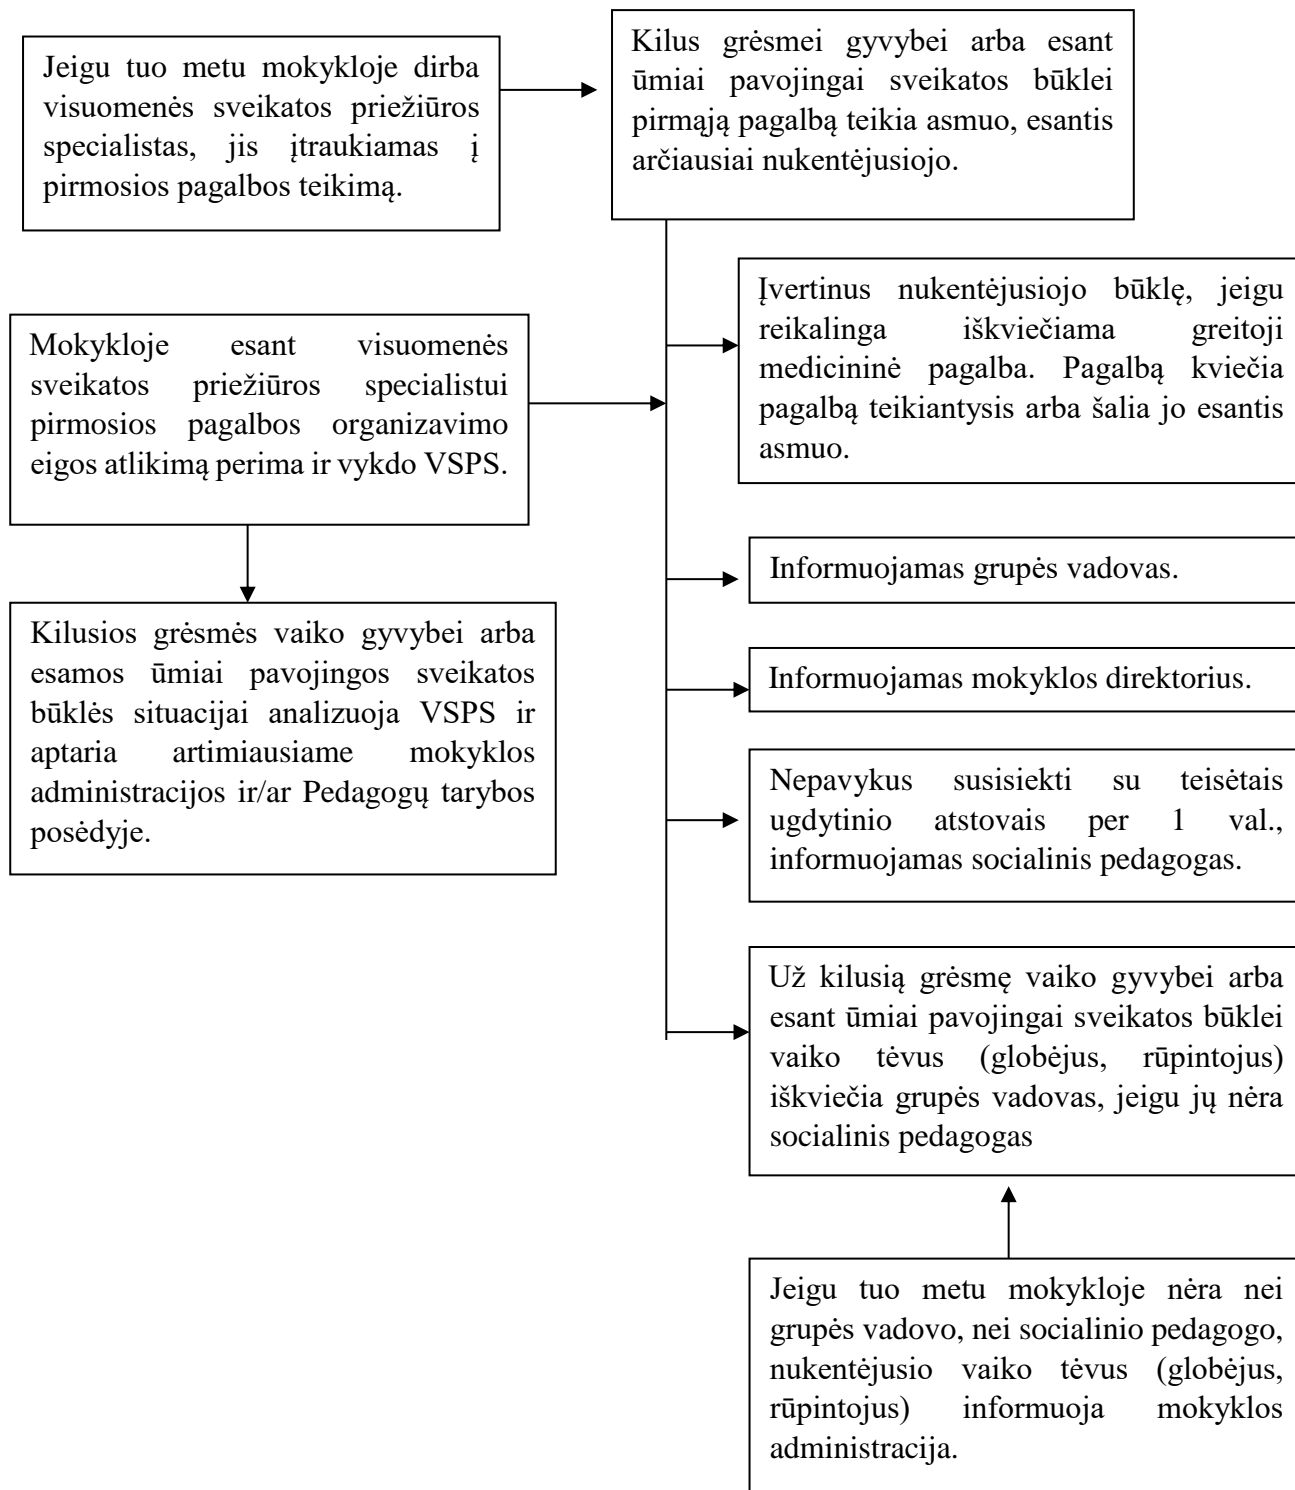 Jeigu tuo metu mokykloje dirba
visuomenės sveikatos priežiūros
specialistas, jis įtraukiamas į
pirmosios pagalbos teikimą.
Kilus grėsmei gyvybei arba esant
ūmiai pavojingai sveikatos būklei
pirmąją pagalbą teikia asmuo, esantis
arčiausiai nukentėjusiojo.
Įvertinus nukentėjusiojo būklę, jeigu
reikalinga iškviečiama greitoji
medicininė pagalba. Pagalbą kviečia
pagalbą teikiantysis arba šalia jo esantis
asmuo.
Mokykloje esant visuomenės
sveikatos priežiūros specialistui
pirmosios pagalbos organizavimo
eigos atlikimą perima ir vykdo VSPS.
Informuojamas grupės vadovas.
Kilusios grėsmės vaiko gyvybei arba
esamos ūmiai pavojingos sveikatos
būklės situacijai analizuoja VSPS ir
aptaria artimiausiame mokyklos
administracijos ir/ar Pedagogų tarybos
posėdyje.
Informuojamas mokyklos direktorius.
Nepavykus susisiekti su teisėtais
ugdytinio atstovais per 1 val.,
informuojamas socialinis pedagogas.
Už kilusią grėsmę vaiko gyvybei arba
esant ūmiai pavojingai sveikatos būklei
vaiko tėvus (globėjus, rūpintojus)
iškviečia grupės vadovas, jeigu jų nėra
socialinis pedagogas
Jeigu tuo metu mokykloje nėra nei
grupės vadovo, nei socialinio pedagogo,
nukentėjusio vaiko tėvus (globėjus,
rūpintojus) informuoja mokyklos
administracija.